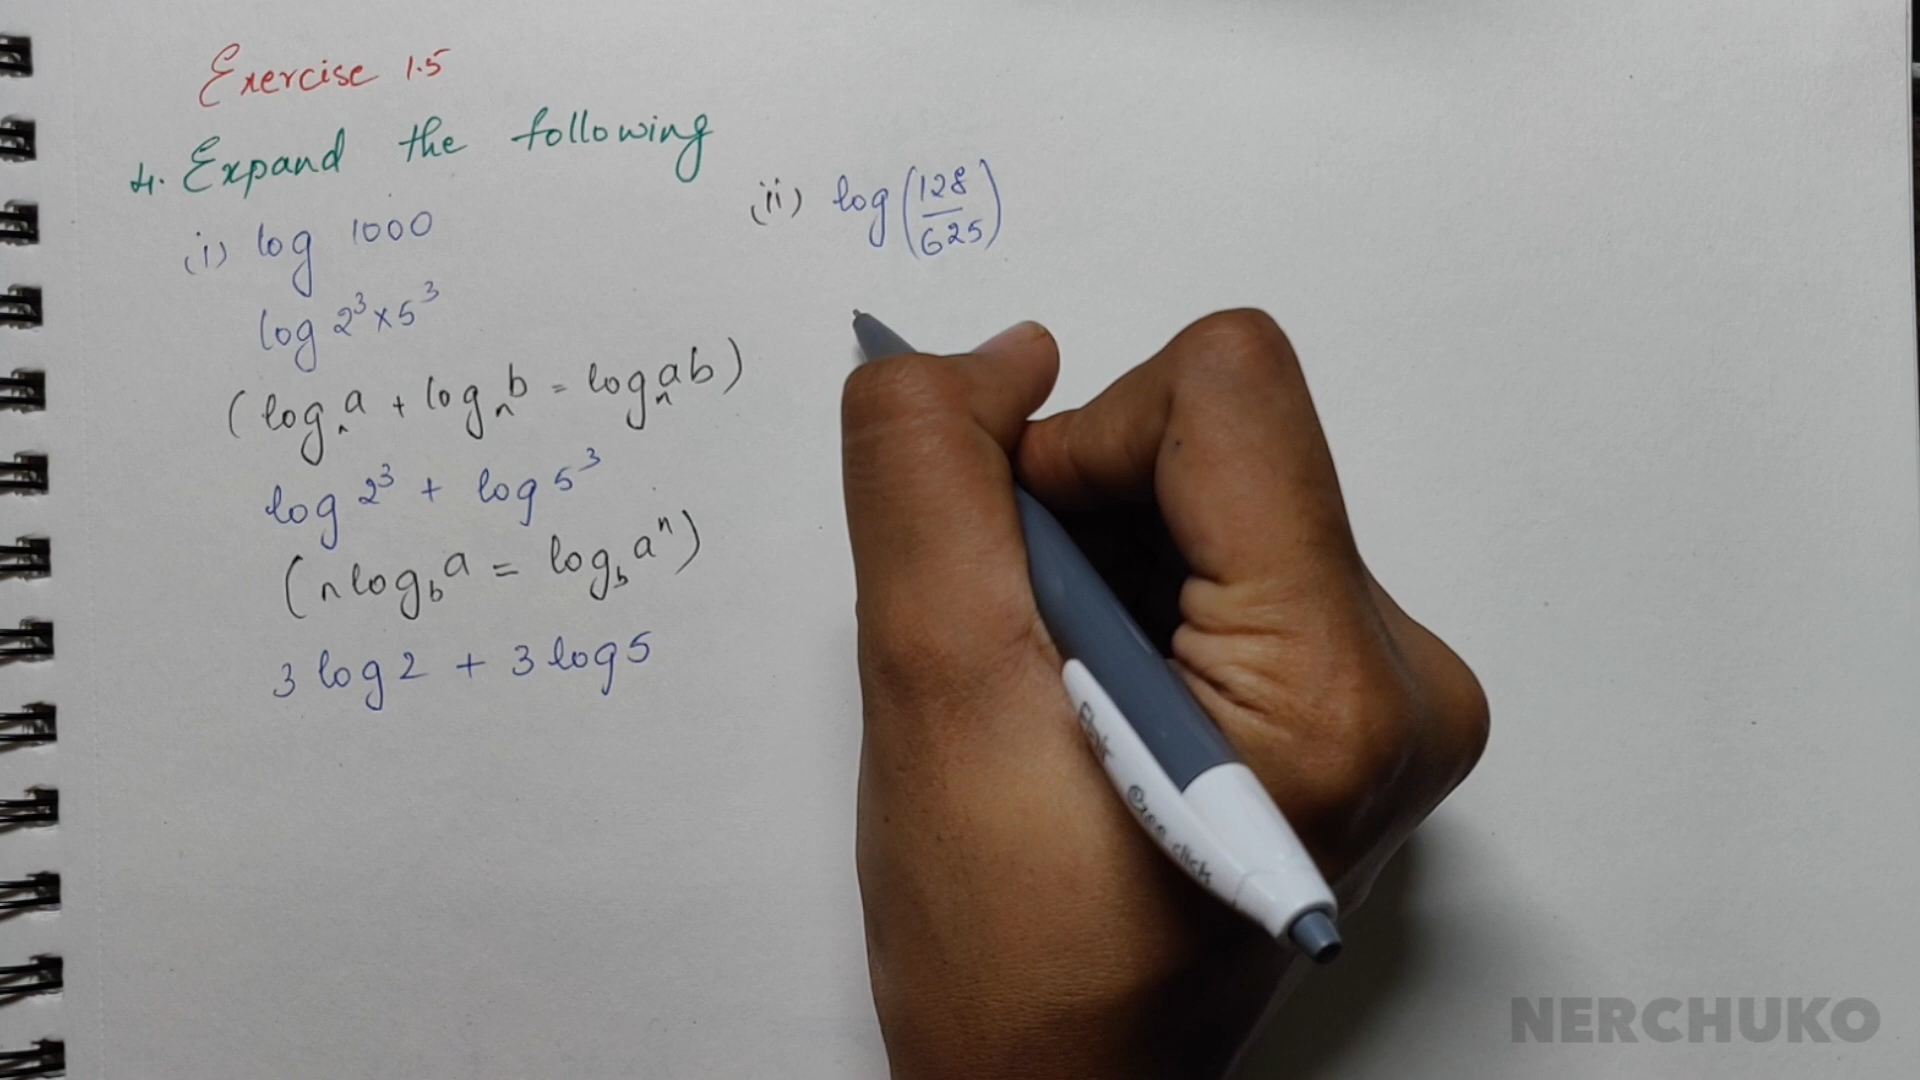 Exercise 1.5
4. Expand the following
(i) log 1000
log 2³×5³
(logₙa + logₙb = logₙab)
log 2³ + log 5³
(n log_b a = log_b aⁿ)
3 log 2 + 3 log 5
(ii) log (128/625)
Flair
click
NERCHUKO